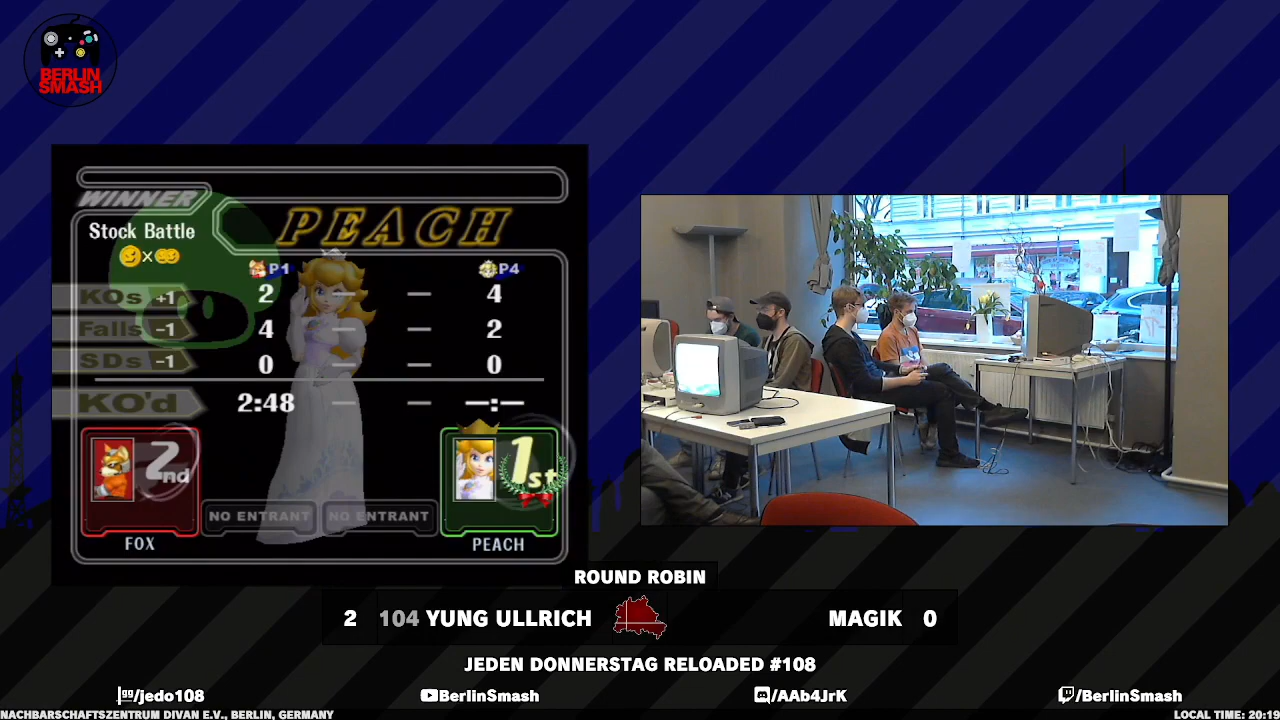 BERLIN
SMASH
WINNER
PEACH
Stock Battle
×
P1
P4
KOs +1 2 — — 4
Falls -1 4 — — 2
SDs -1 0 — — 0
KO'd 2:48 — — —:—
2nd
1st
NO ENTRANT
NO ENTRANT
FOX
PEACH
ROUND ROBIN
2 104 YUNG ULLRICH
MAGIK 0
JEDEN DONNERSTAG RELOADED #108
gg/jedo108
BerlinSmash
/AAb4JrK
/BerlinSmash
NACHBARSCHAFTSZENTRUM DIVAN E.V., BERLIN, GERMANY
LOCAL TIME: 20:19